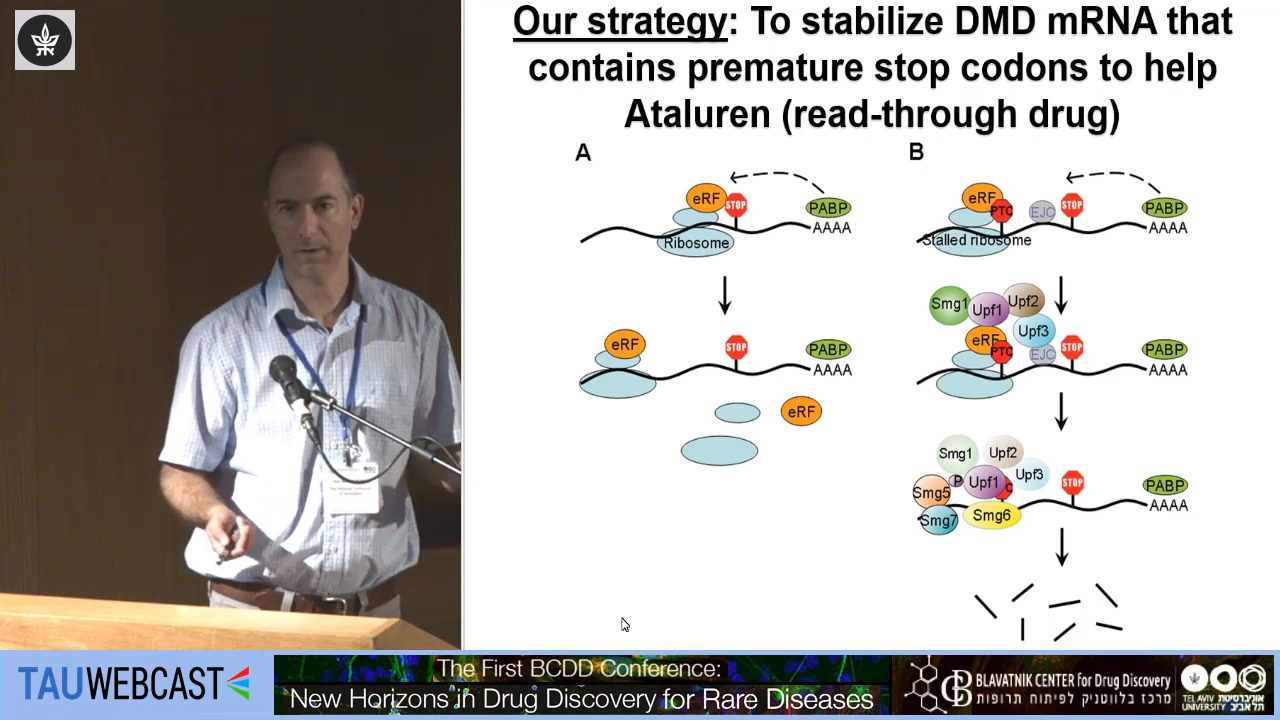 Our strategy: To stabilize DMD mRNA that
contains premature stop codons to help
Ataluren (read-through drug)
A
eRF
STOP
PABP
AAAA
Ribosome
eRF
STOP
PABP
AAAA
eRF
B
eRF
PTC
EJC
STOP
PABP
AAAA
Stalled ribosome
Smg1
Upf1
Upf2
Upf3
eRF
PTC
EJC
STOP
PABP
AAAA
Smg1
Upf2
P
Upf1
C
Upf3
Smg5
Smg7
Smg6
STOP
PABP
AAAA
TAUWEBCAST
The First BCDD Conference:
New Horizons in Drug Discovery for Rare Diseases
BLAVATNIK CENTER for Drug Discovery
מרכז בלווטניק לפיתוח תרופות
TEL AVIV UNIVERSITY
אוניברסיטת תל אביב